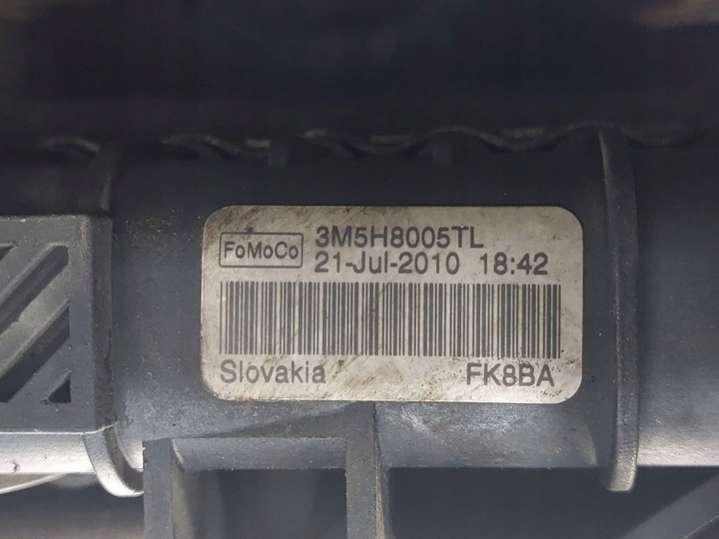 FoMoCo
3M5H8005TL
21-Jul-2010 18:42
Slovakia FK8BA